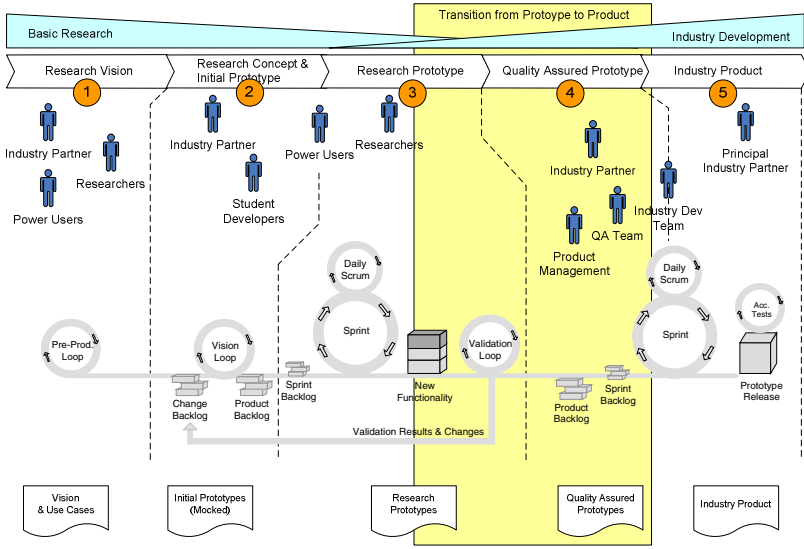 Transition from Protoype to Product
Basic Research
Industry Development
Research Vision
Research Concept &
Initial Prototype
Research Prototype
Quality Assured Prototype
Industry Product
1
2
3
4
5
Industry Partner
Researchers
Power Users
Industry Partner
Student
Developers
Power Users
Researchers
Industry Partner
QA Team
Product
Management
Industry Dev
Team
Principal
Industry Partner
Daily
Scrum
Sprint
Daily
Scrum
Sprint
Acc.
Tests
Pre-Prod.
Loop
Vision
Loop
Validation
Loop
Change
Backlog
Product
Backlog
Sprint
Backlog
New
Functionality
Product
Backlog
Sprint
Backlog
Prototype
Release
Validation Results & Changes
Vision
& Use Cases
Initial Prototypes
(Mocked)
Research
Prototypes
Quality Assured
Prototypes
Industry Product